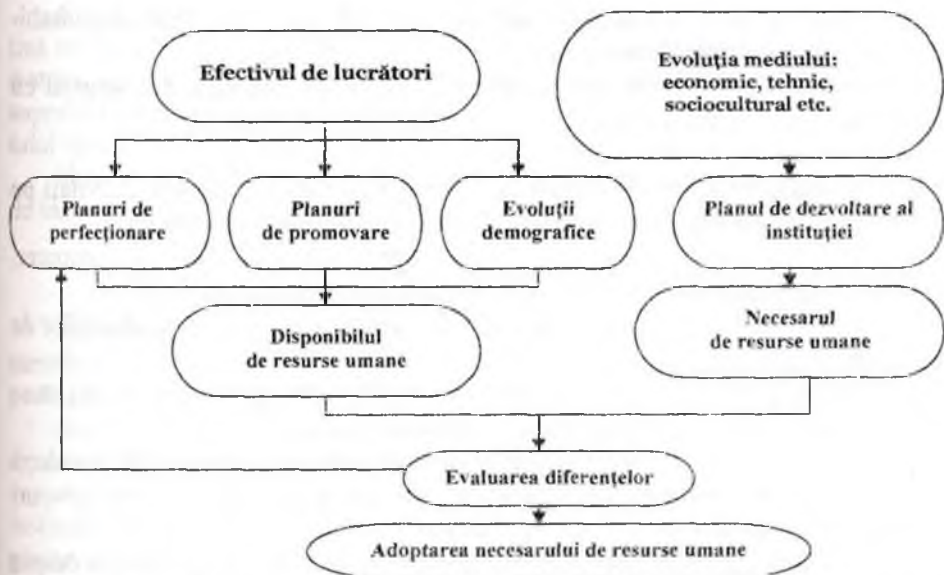 Efectivul de lucrători
Evoluția mediului:
economic, tehnic,
sociocultural etc.
Planuri de
perfecționare
Planuri
de promovare
Evoluții
demografice
Planul de dezvoltare al
instituției
Disponibilul
de resurse umane
Necesarul
de resurse umane
Evaluarea diferențelor
Adoptarea necesarului de resurse umane